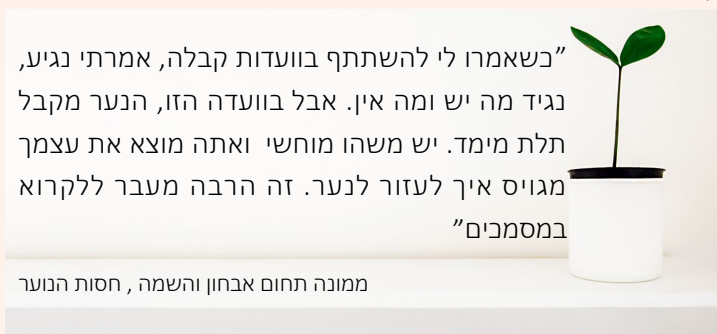 ”כשאמרו לי להשתתף בוועדות קבלה, אמרתי נגיע,
נגיד מה יש ומה אין. אבל בוועדה הזו, הנער מקבל
תלת מימד. יש משהו מוחשי  ואתה מוצא את עצמך
מגויס איך לעזור לנער. זה הרבה מעבר ללקרוא
במסמכים”
ממונה תחום אבחון והשמה , חסות הנוער